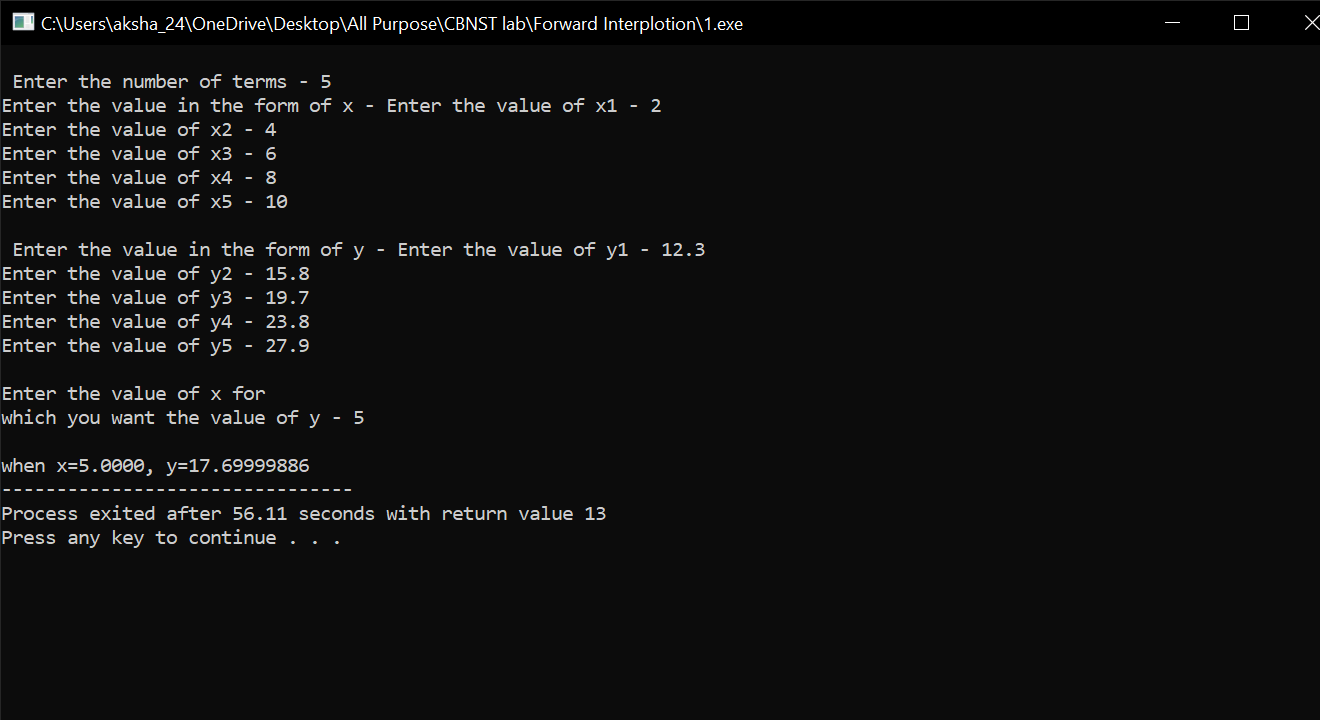 C:\Users\aksha_24\OneDrive\Desktop\All Purpose\CBNST lab\Forward Interplotion\1.exe
Enter the number of terms - 5
Enter the value in the form of x - Enter the value of x1 - 2
Enter the value of x2 - 4
Enter the value of x3 - 6
Enter the value of x4 - 8
Enter the value of x5 - 10
Enter the value in the form of y - Enter the value of y1 - 12.3
Enter the value of y2 - 15.8
Enter the value of y3 - 19.7
Enter the value of y4 - 23.8
Enter the value of y5 - 27.9
Enter the value of x for
which you want the value of y - 5
when x=5.0000, y=17.69999886
--------------------------------
Process exited after 56.11 seconds with return value 13
Press any key to continue . . .